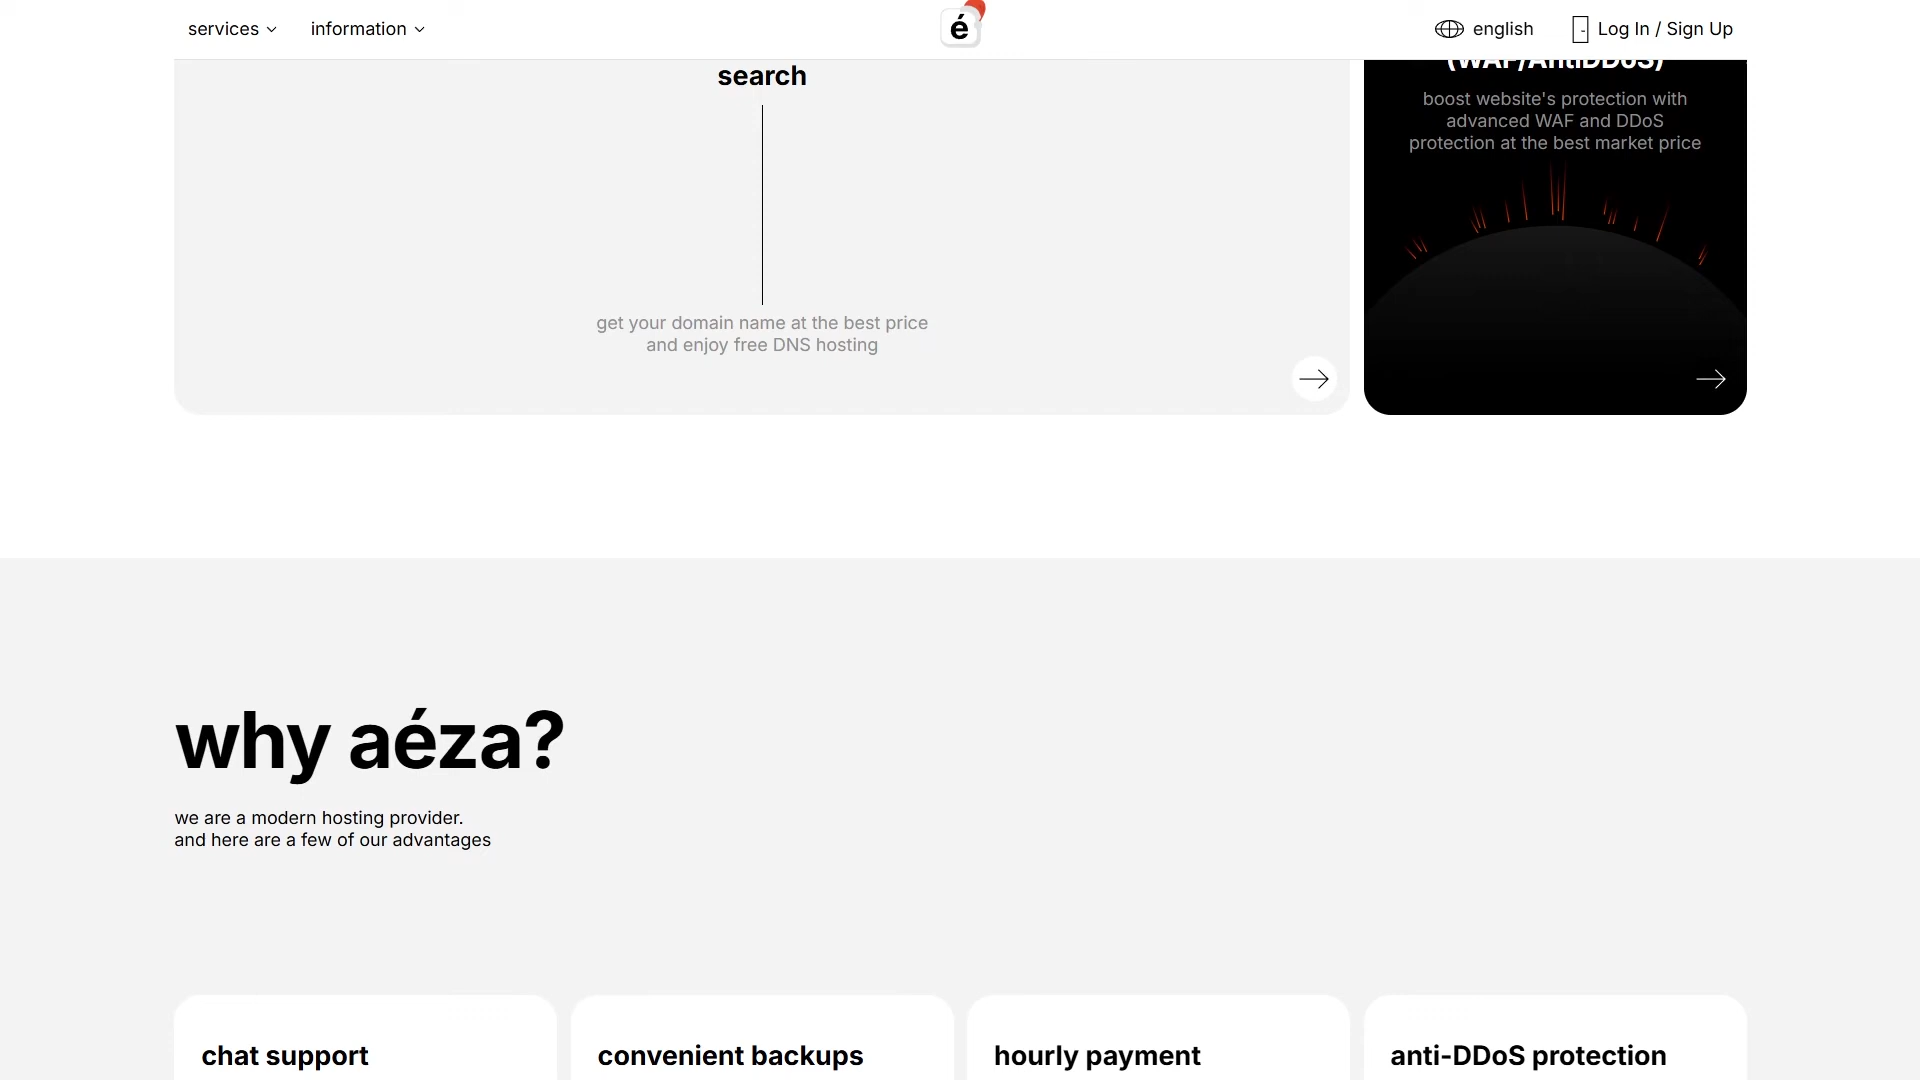 services
information
é
english
Log In / Sign Up
search
(WAF/AntiDDoS)
boost website's protection with
advanced WAF and DDoS
protection at the best market price
get your domain name at the best price
and enjoy free DNS hosting
why aéza?
we are a modern hosting provider.
and here are a few of our advantages
chat support
convenient backups
hourly payment
anti-DDoS protection